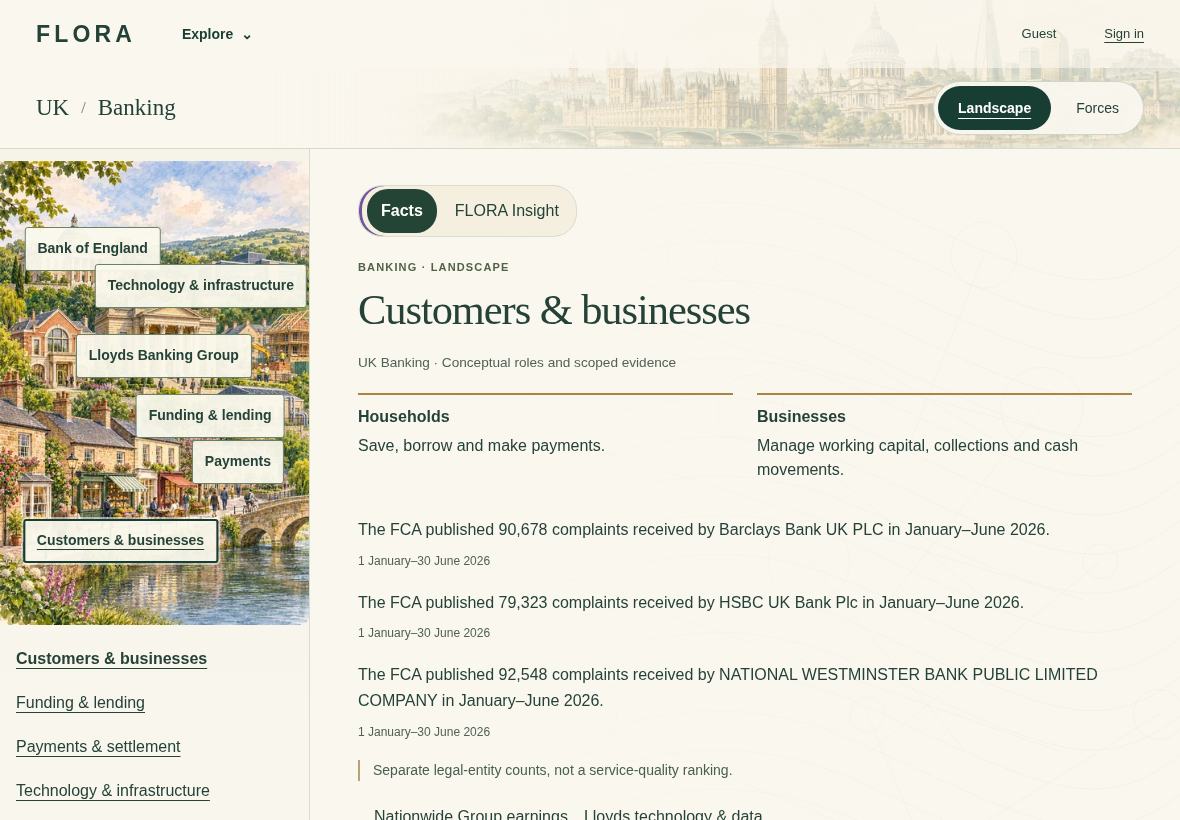 FLORA
Explore
Guest
Sign in
UK / Banking
Landscape
Forces
Bank of England
Technology & infrastructure
Lloyds Banking Group
Funding & lending
Payments
Customers & businesses
Customers & businesses
Funding & lending
Payments & settlement
Technology & infrastructure
Facts
FLORA Insight
BANKING · LANDSCAPE
Customers & businesses
UK Banking · Conceptual roles and scoped evidence
Households
Save, borrow and make payments.
Businesses
Manage working capital, collections and cash
movements.
The FCA published 90,678 complaints received by Barclays Bank UK PLC in January–June 2026.
1 January–30 June 2026
The FCA published 79,323 complaints received by HSBC UK Bank Plc in January–June 2026.
1 January–30 June 2026
The FCA published 92,548 complaints received by NATIONAL WESTMINSTER BANK PUBLIC LIMITED
COMPANY in January–June 2026.
1 January–30 June 2026
Separate legal-entity counts, not a service-quality ranking.
Nationwide Group earnings Lloyds technology & data